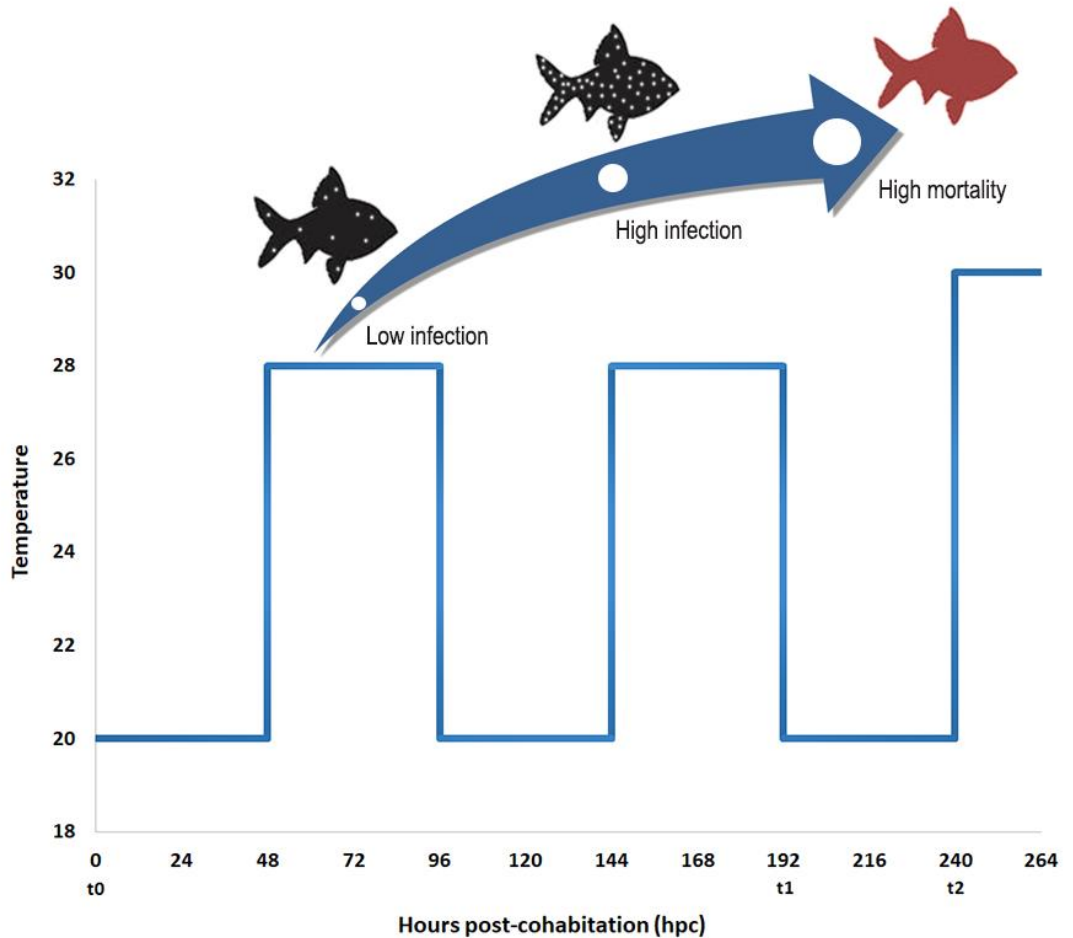 High mortality
High infection
Low infection
32
30
28
26
24
22
20
18
Temperature
0 24 48 72 96 120 144 168 192 216 240 264
t0 t1 t2
Hours post-cohabitation (hpc)